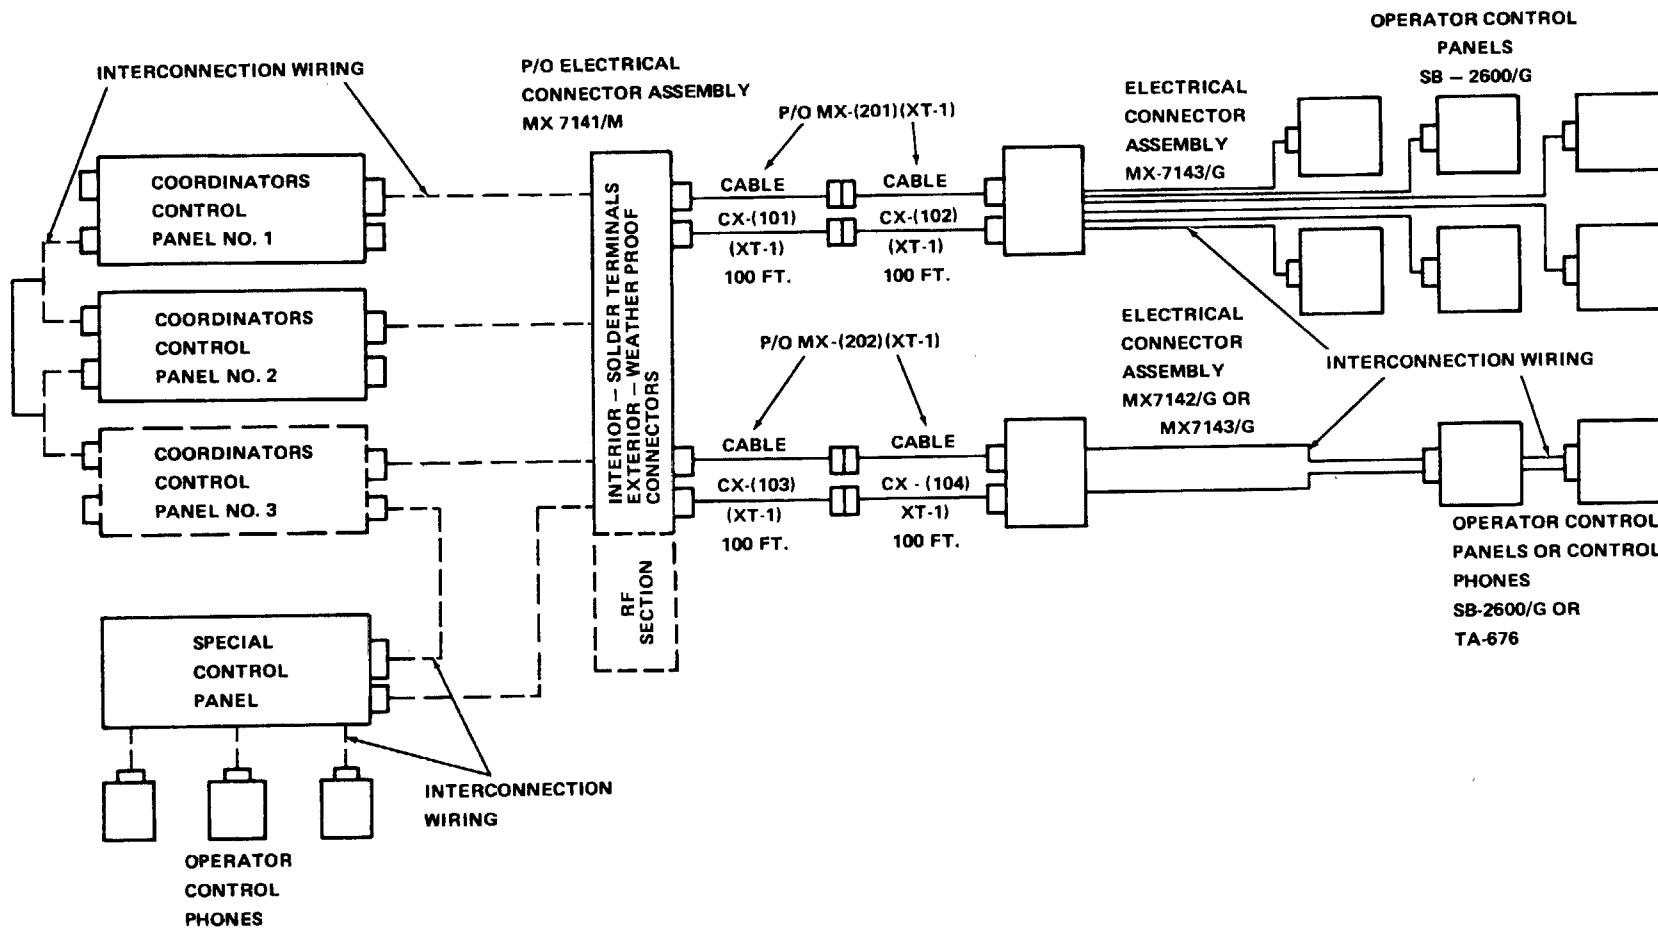 INTERCONNECTION WIRING
P/O ELECTRICAL
CONNECTOR ASSEMBLY
MX 7141/M
P/O MX-(201)(XT-1)
ELECTRICAL
CONNECTOR
ASSEMBLY
MX-7143/G
OPERATOR CONTROL
PANELS
SB – 2600/G
COORDINATORS
CONTROL
PANEL NO. 1
COORDINATORS
CONTROL
PANEL NO. 2
COORDINATORS
CONTROL
PANEL NO. 3
SPECIAL
CONTROL
PANEL
OPERATOR
CONTROL
PHONES
INTERCONNECTION
WIRING
INTERIOR – SOLDER TERMINALS
EXTERIOR – WEATHER PROOF
CONNECTORS
RF
SECTION
CABLE
CX-(101)
(XT-1)
100 FT.
CABLE
CX-(102)
(XT-1)
100 FT.
P/O MX-(202)(XT-1)
CABLE
CX-(103)
(XT-1)
100 FT.
CABLE
CX - (104)
XT-1)
100 FT.
ELECTRICAL
CONNECTOR
ASSEMBLY
MX7142/G OR
MX7143/G
INTERCONNECTION WIRING
OPERATOR CONTROL
PANELS OR CONTROL
PHONES
SB-2600/G OR
TA-676